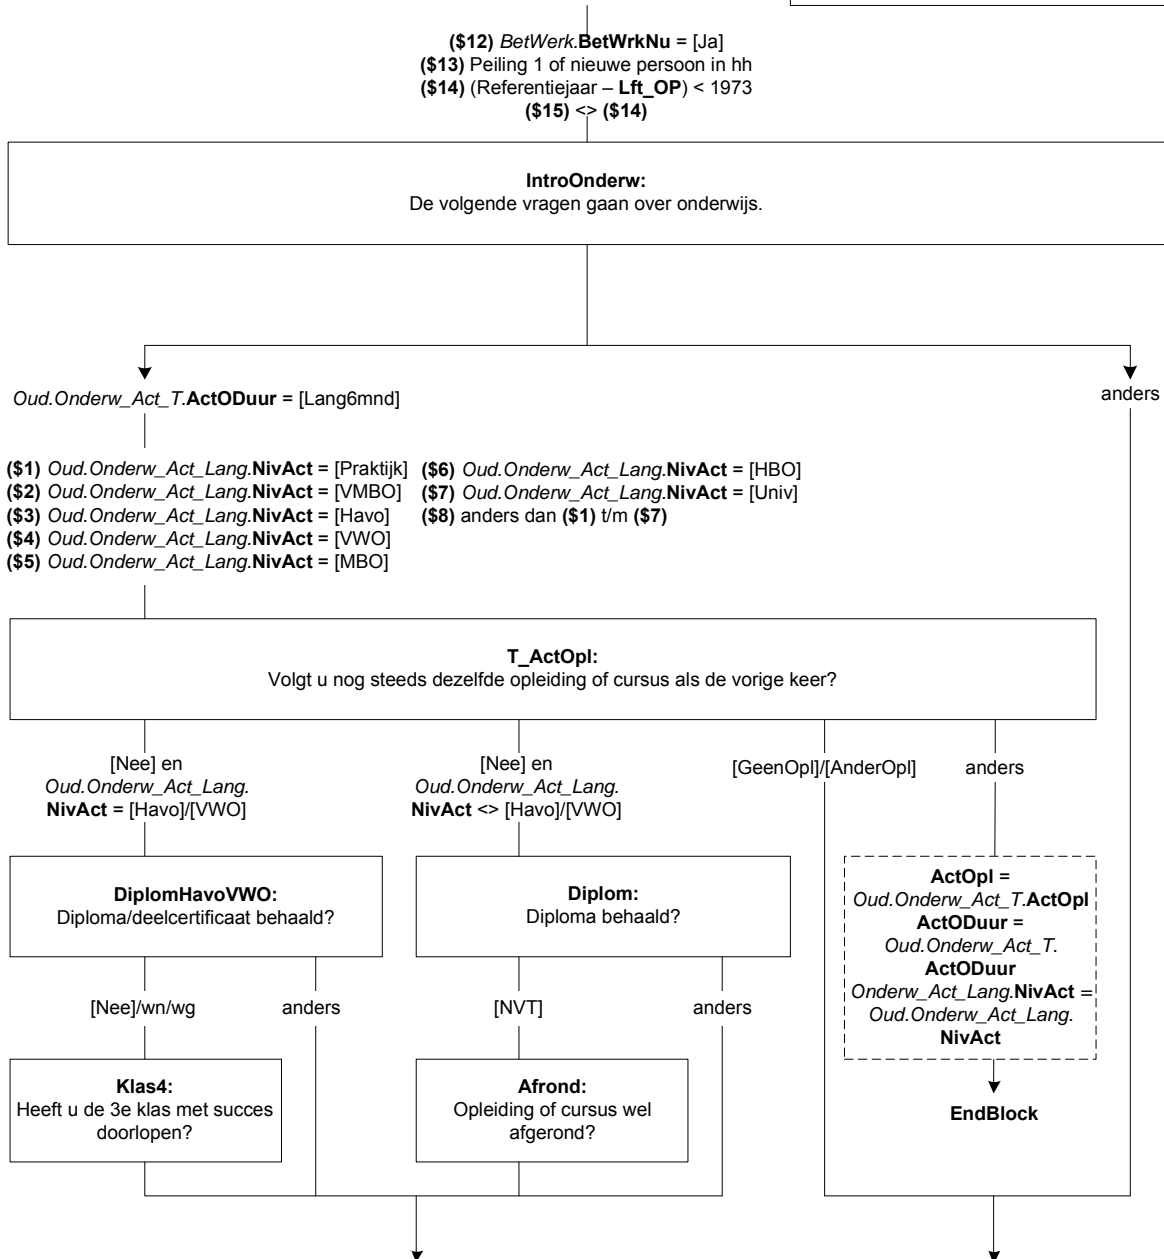 ($12) BetWerk.BetWrkNu = [Ja]
($13) Peiling 1 of nieuwe persoon in hh
($14) (Referentiejaar – Lft_OP) < 1973
($15) <> ($14)
IntroOnderw:
De volgende vragen gaan over onderwijs.
Oud.Onderw_Act_T.ActODuur = [Lang6mnd]
anders
($1) Oud.Onderw_Act_Lang.NivAct = [Praktijk]
($2) Oud.Onderw_Act_Lang.NivAct = [VMBO]
($3) Oud.Onderw_Act_Lang.NivAct = [Havo]
($4) Oud.Onderw_Act_Lang.NivAct = [VWO]
($5) Oud.Onderw_Act_Lang.NivAct = [MBO]
($6) Oud.Onderw_Act_Lang.NivAct = [HBO]
($7) Oud.Onderw_Act_Lang.NivAct = [Univ]
($8) anders dan ($1) t/m ($7)
T_ActOpl:
Volgt u nog steeds dezelfde opleiding of cursus als de vorige keer?
[Nee] en
Oud.Onderw_Act_Lang.
NivAct = [Havo]/[VWO]
[Nee] en
Oud.Onderw_Act_Lang.
NivAct <> [Havo]/[VWO]
[GeenOpl]/[AnderOpl]
anders
DiplomHavoVWO:
Diploma/deelcertificaat behaald?
Diplom:
Diploma behaald?
ActOpl =
Oud.Onderw_Act_T.ActOpl
ActODuur =
Oud.Onderw_Act_T.
ActODuur
Onderw_Act_Lang.NivAct =
Oud.Onderw_Act_Lang.
NivAct
[Nee]/wn/wg
anders
[NVT]
anders
Klas4:
Heeft u de 3e klas met succes
doorlopen?
Afrond:
Opleiding of cursus wel
afgerond?
EndBlock